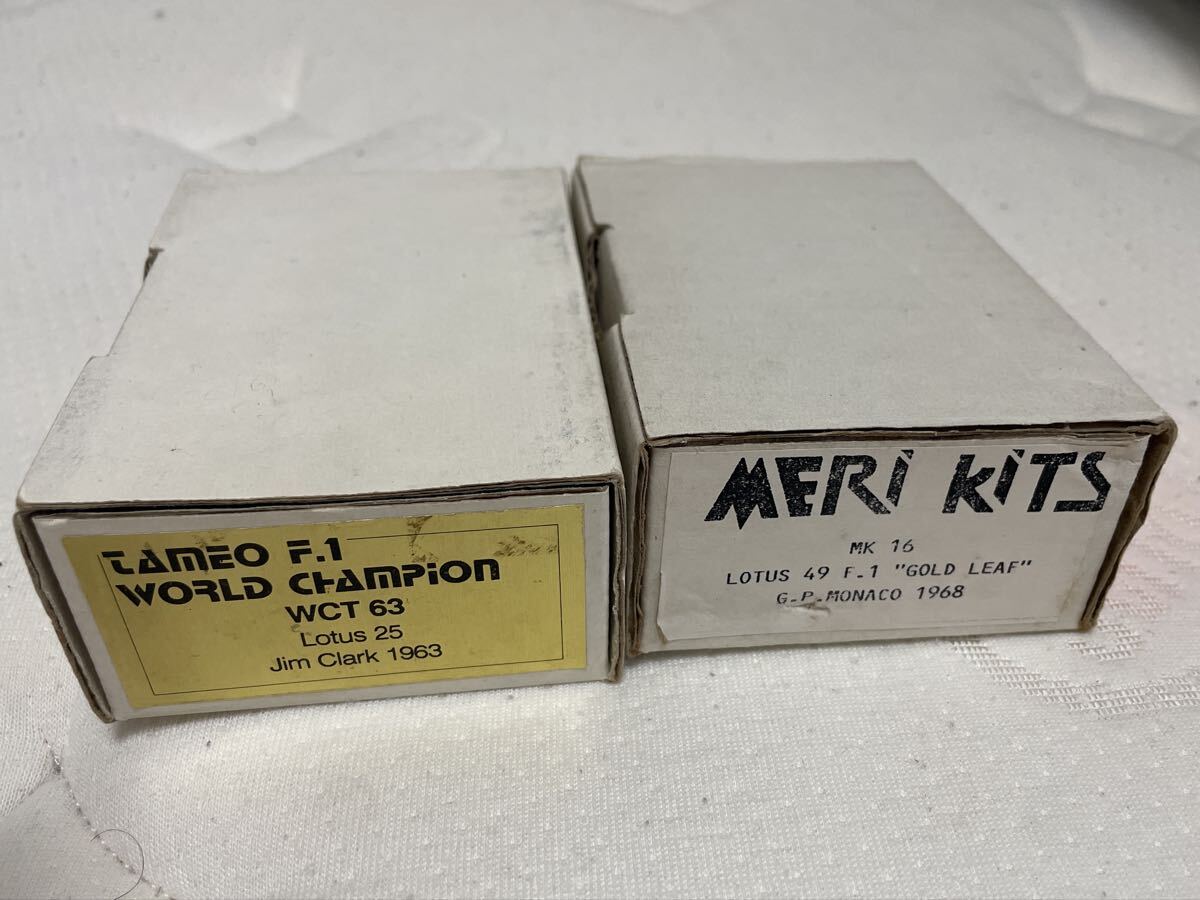 TAMEO F.1
WORLD CHAMPION
WCT 63
Lotus 25
Jim Clark 1963
MERI KITS
MK 16
LOTUS 49 F.1 "GOLD LEAF"
G.P.MONACO 1968